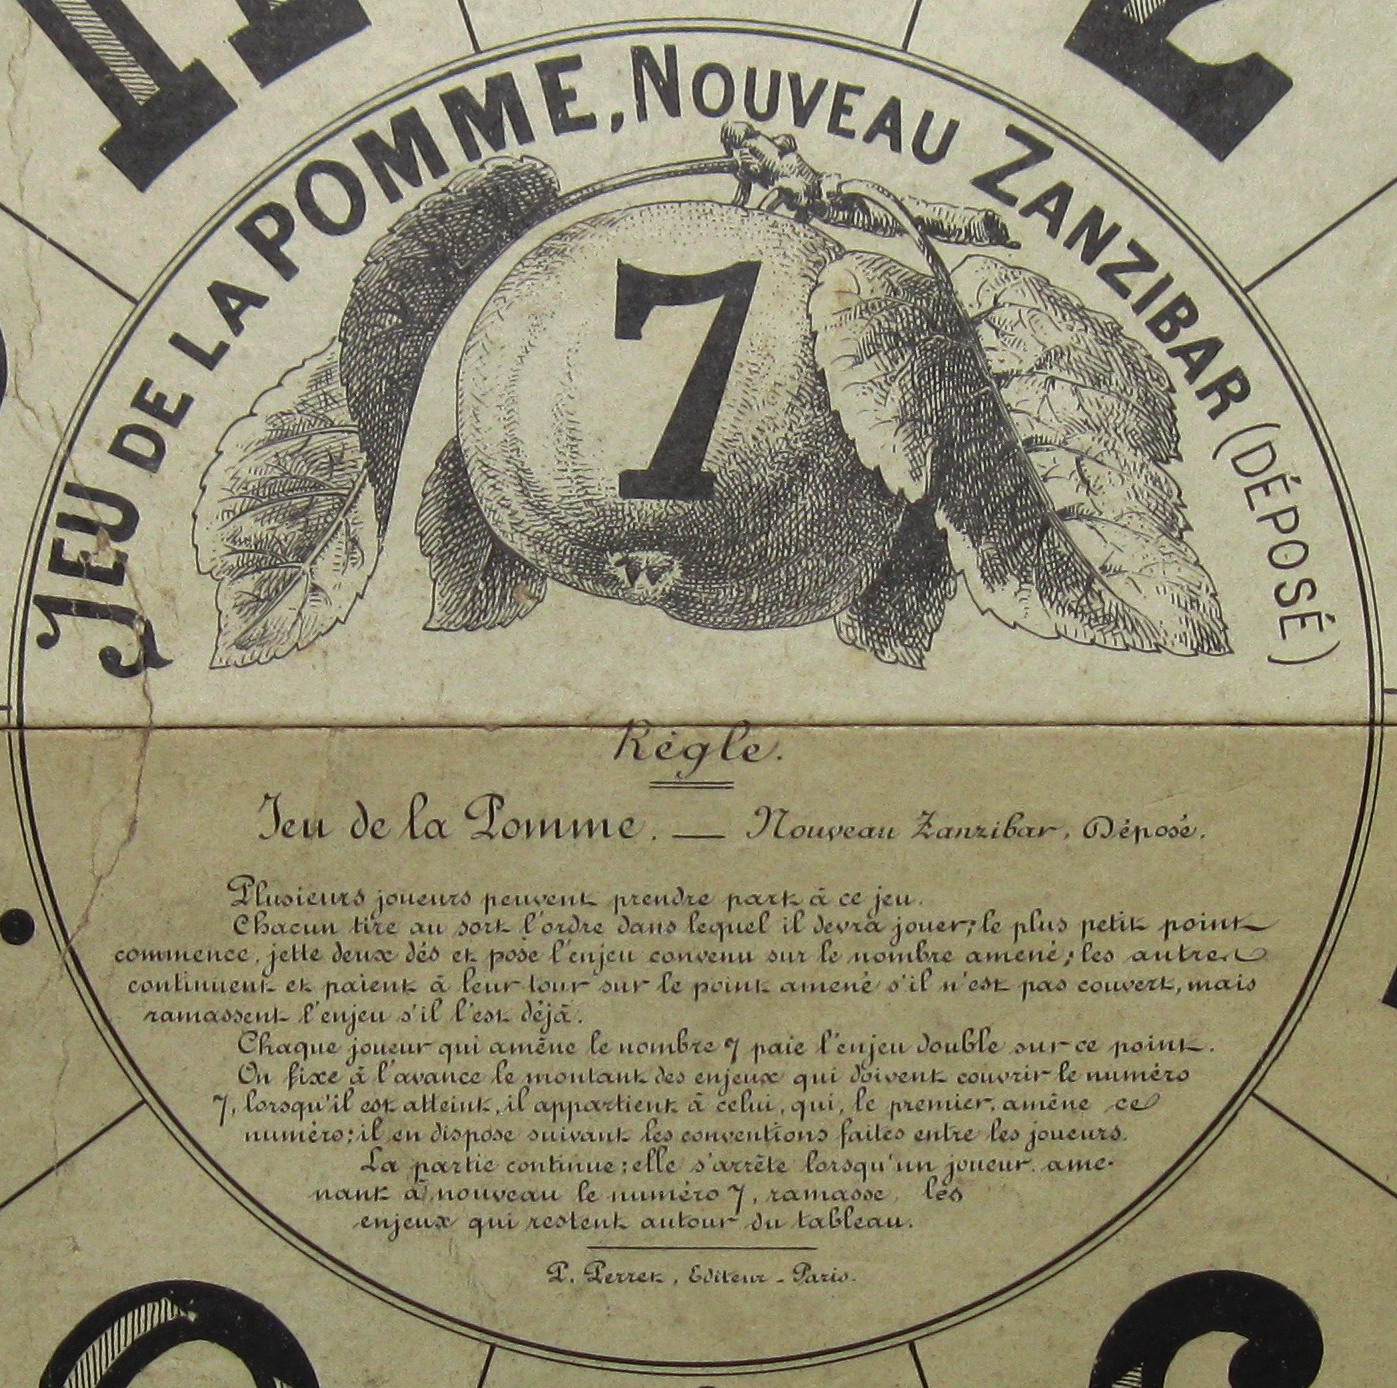 JEU DE LA POMME, NOUVEAU ZANZIBAR (DÉPOSÉ)
7
Règle.
Jeu de la Pomme. — Nouveau Zanzibar, Déposé.
Plusieurs joueurs peuvent prendre part à ce jeu.
Chacun tire au sort l'ordre dans lequel il devra jouer; le plus petit point
commence, jette deux dés et pose l'enjeu convenu sur le nombre amené; les autres
continuent et paient à leur tour sur le point amené s'il n'est pas couvert, mais
ramassent l'enjeu s'il l'est déjà.
Chaque joueur qui amène le nombre 7 paie l'enjeu double sur ce point.
On fixe à l'avance le montant des enjeux qui doivent couvrir le numéro
7, lorsqu'il est atteint, il appartient à celui, qui, le premier, amène ce
numéro; il en dispose suivant les conventions faites entre les joueurs.
La partie continue; elle s'arrête lorsqu'un joueur, ame-
nant à nouveau le numéro 7, ramasse les
enjeux qui restent autour du tableau.
P. Perret, Editeur - Paris.